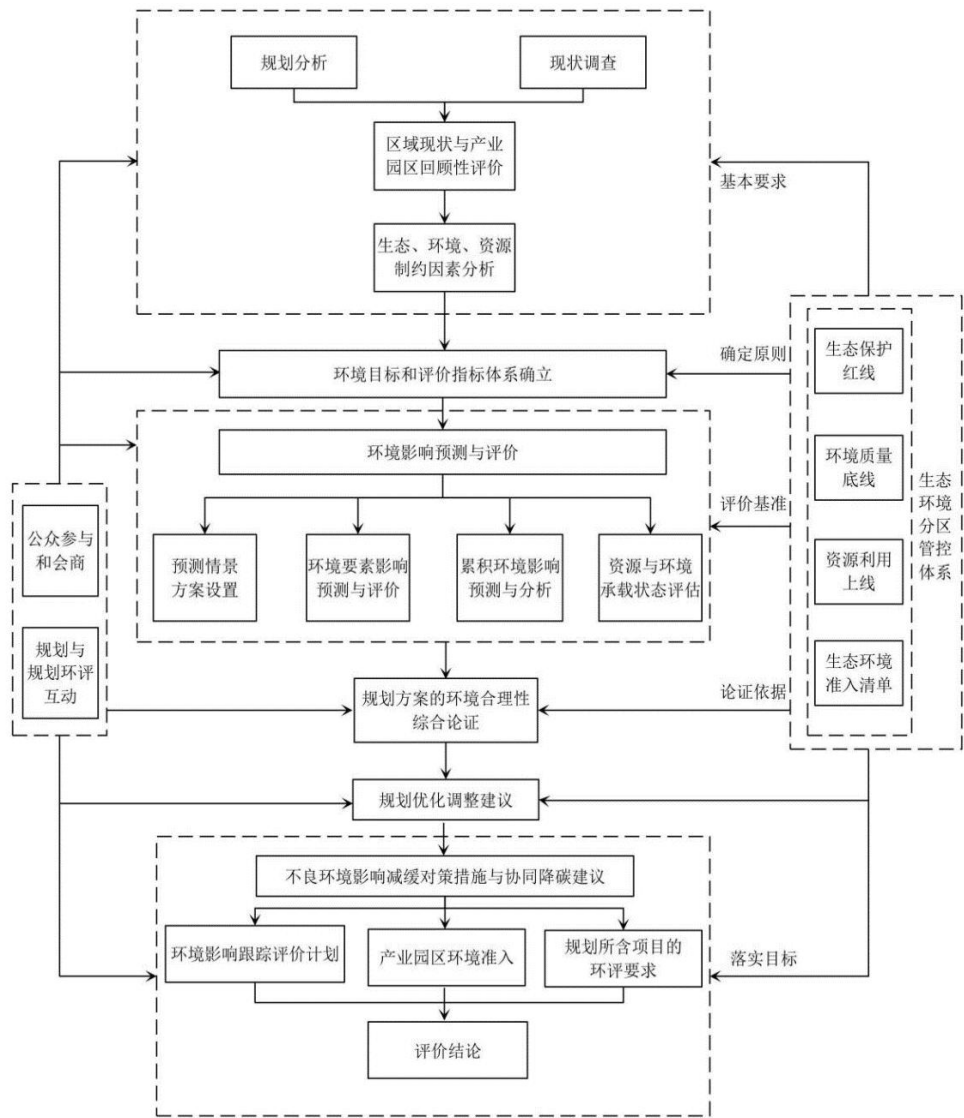 规划分析
现状调查
区域现状与产业
园区回顾性评价
基本要求
生态、环境、资源
制约因素分析
环境目标和评价指标体系确立
确定原则
生态保护
红线
环境影响预测与评价
环境质量
底线
生态
环境
分区
管控
体系
评价基准
公众参与
和会商
预测情景
方案设置
环境要素影响
预测与评价
累积环境影响
预测与分析
资源与环境
承载状态评估
资源利用
上线
规划与
规划环评
互动
规划方案的环境合理性
综合论证
论证依据
生态环境
准入清单
规划优化调整建议
不良环境影响减缓对策措施与协同降碳建议
环境影响跟踪评价计划
产业园区环境准入
规划所含项目的
环评要求
落实目标
评价结论